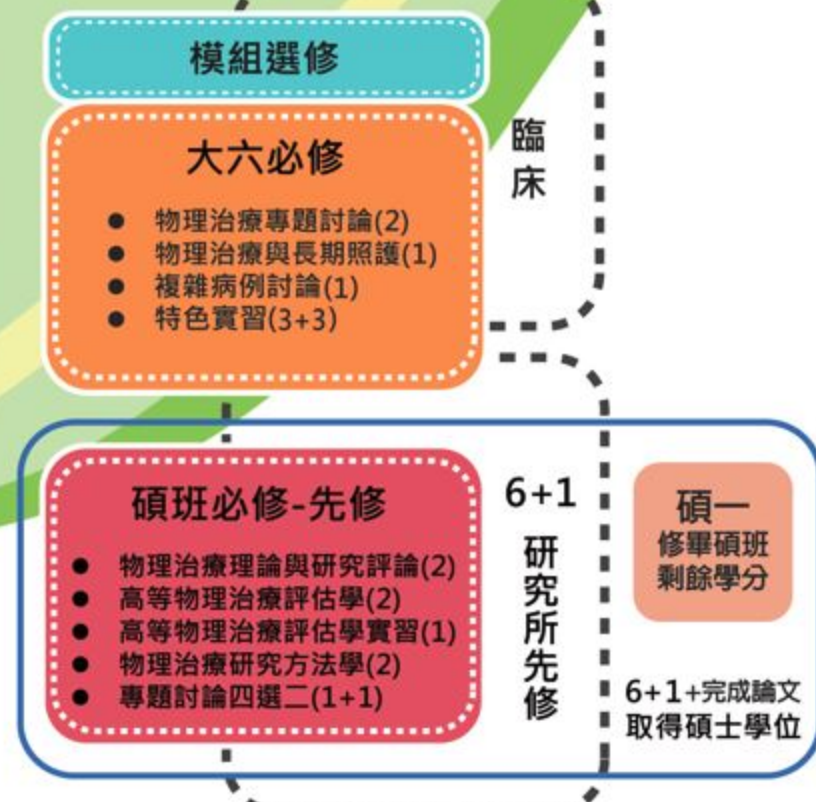 模組選修
大六必修
● 物理治療專題討論(2)
● 物理治療與長期照護(1)
● 複雜病例討論(1)
● 特色實習(3+3)
臨床
碩班必修-先修
● 物理治療理論與研究評論(2)
● 高等物理治療評估學(2)
● 高等物理治療評估學實習(1)
● 物理治療研究方法學(2)
● 專題討論四選二(1+1)
6+1
研究所先修
碩一
修畢碩班
剩餘學分
6+1+完成論文
取得碩士學位